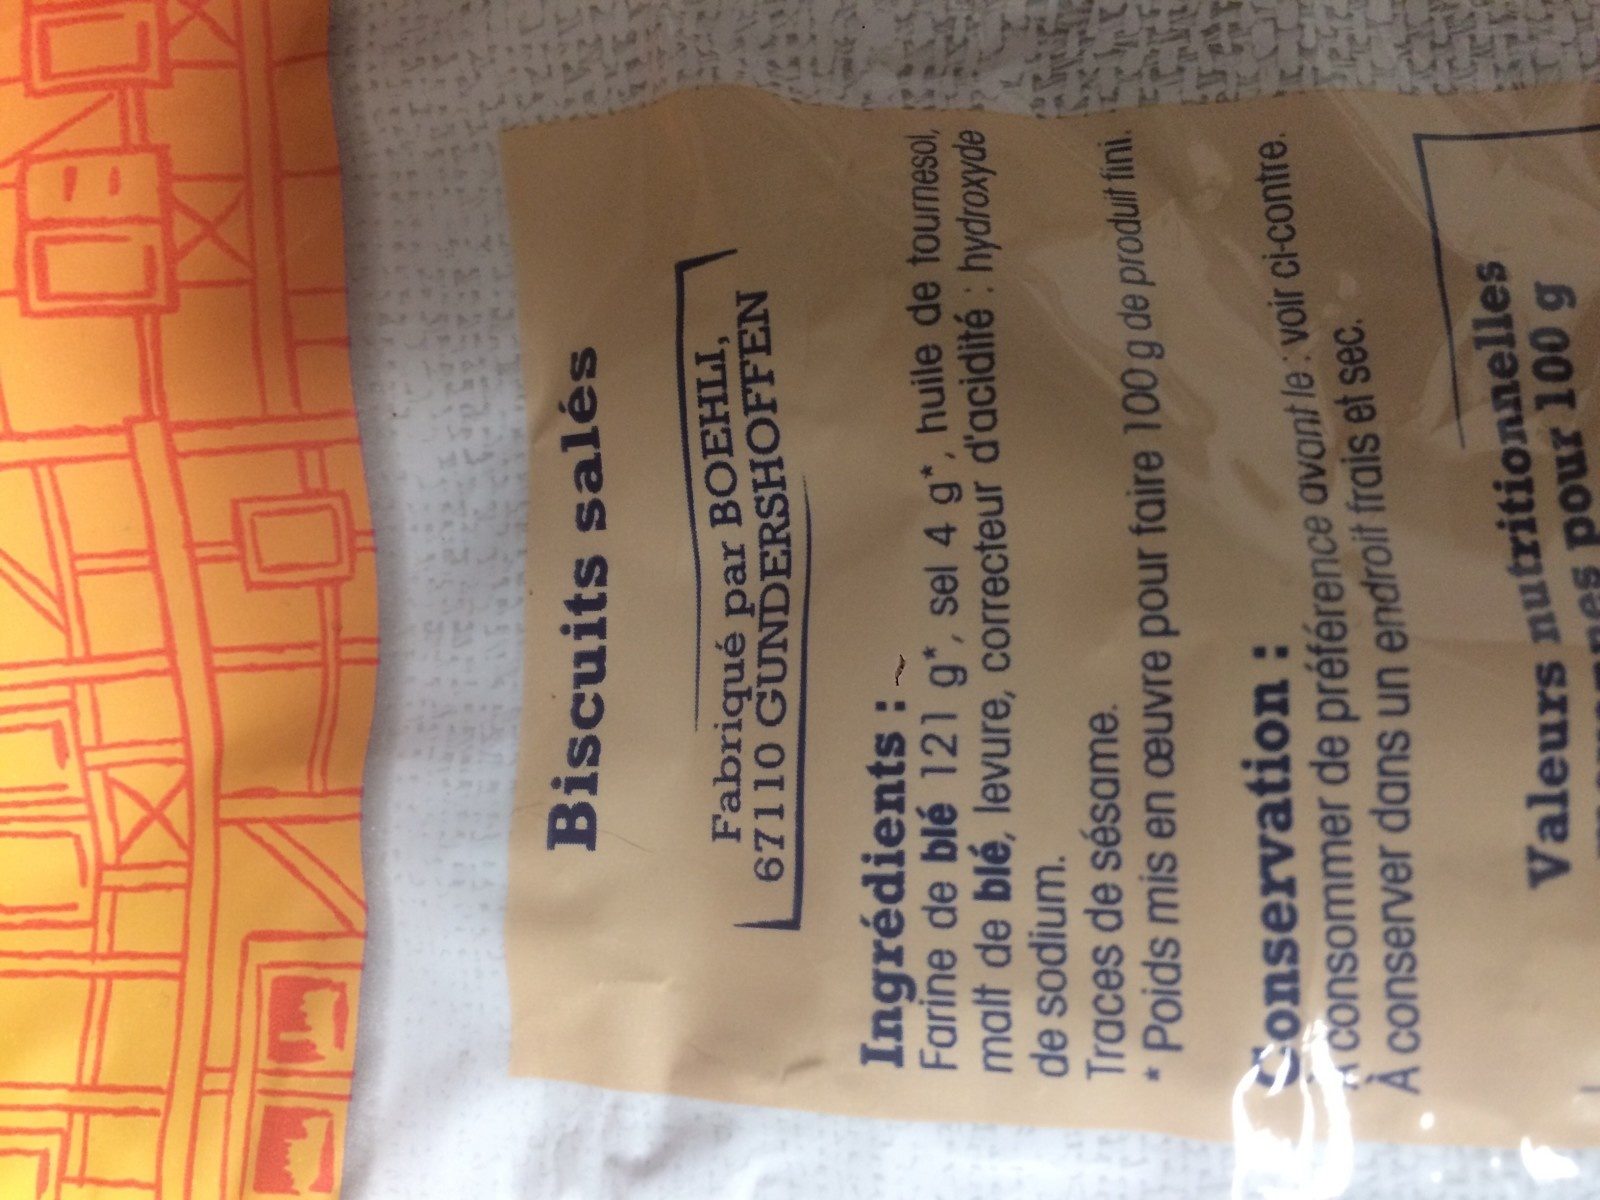 Biscuits salés
Fabriqué par BOEHLI,
67110 GUNDERSHOFFEN
Ingrédients :
Farine de blé 121 g*, sel 4 g*, huile de tournesol,
malt de blé, levure, correcteur d'acidité : hydroxyde
de sodium.
Traces de sésame.
* Poids mis en œuvre pour faire 100 g de produit fini.
Conservation :
À consommer de préférence avant le : voir ci-contre.
À conserver dans un endroit frais et sec.
Valeurs nutritionnelles
pour 100 g